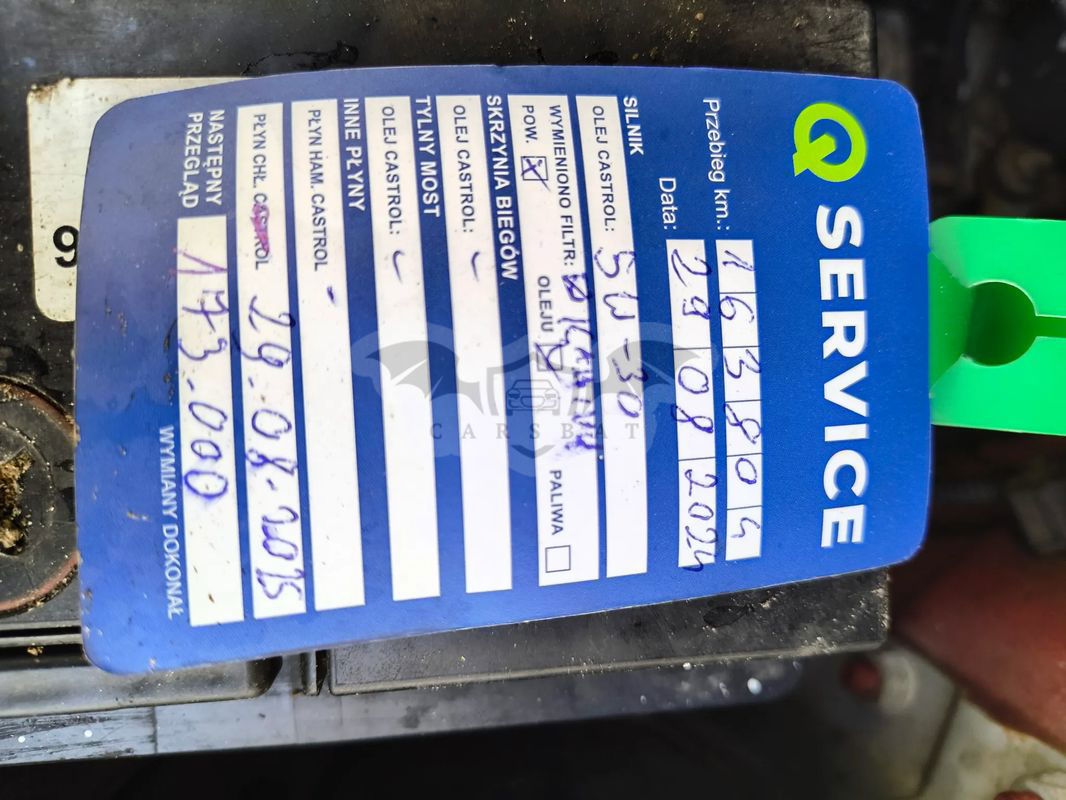 Q SERVICE
Przebieg km.: 163804
Data: 29 08 2024
SILNIK
OLEJ CASTROL: 5W-30
WYMIENIONO FILTR:
POW. OLEJU PALIWA
SKRZYNIA BIEGÓW
OLEJ CASTROL: -
TYLNY MOST
OLEJ CASTROL: -
INNE PŁYNY
PŁYN HAM. CASTROL -
PŁYN CHŁ. CASTROL 29.08.2025
NASTĘPNY PRZEGLĄD 173.000
WYMIANY DOKONAŁ
CARSBAT
9